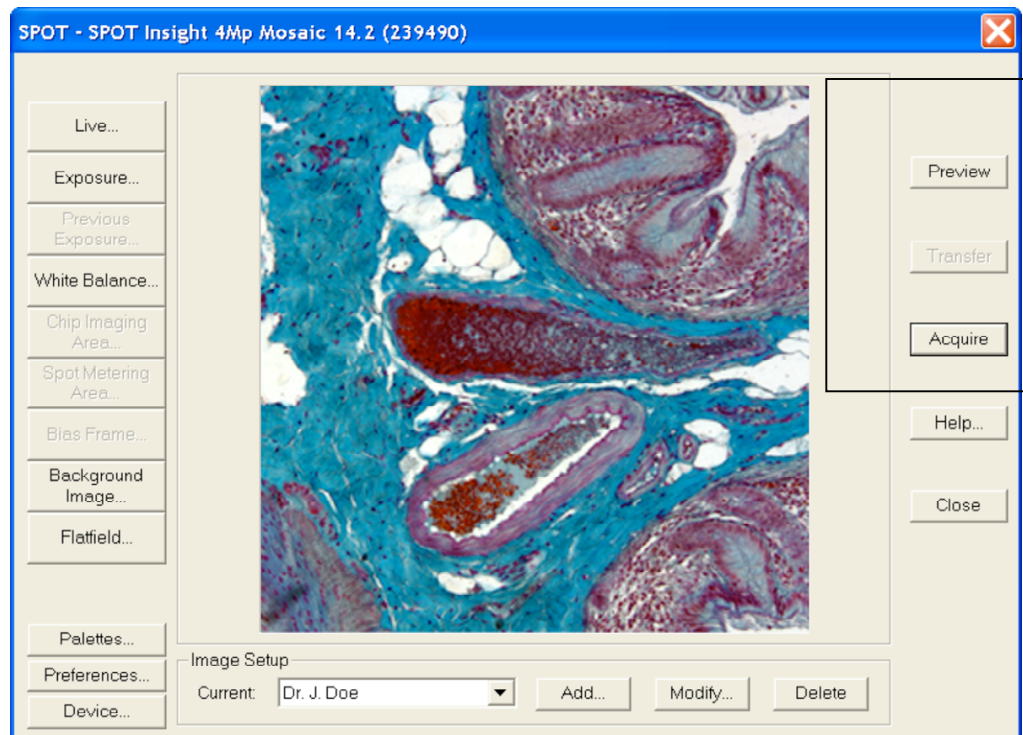 SPOT - SPOT Insight 4Mp Mosaic 14.2 (239490)
Live...
Exposure...
Previous
Exposure...
White Balance...
Chip Imaging
Area...
Spot Metering
Area...
Bias Frame...
Background
Image...
Flatfield...
Palettes...
Preferences...
Device...
Preview
Transfer
Acquire
Help...
Close
Image Setup
Current: Dr. J. Doe Add... Modify... Delete